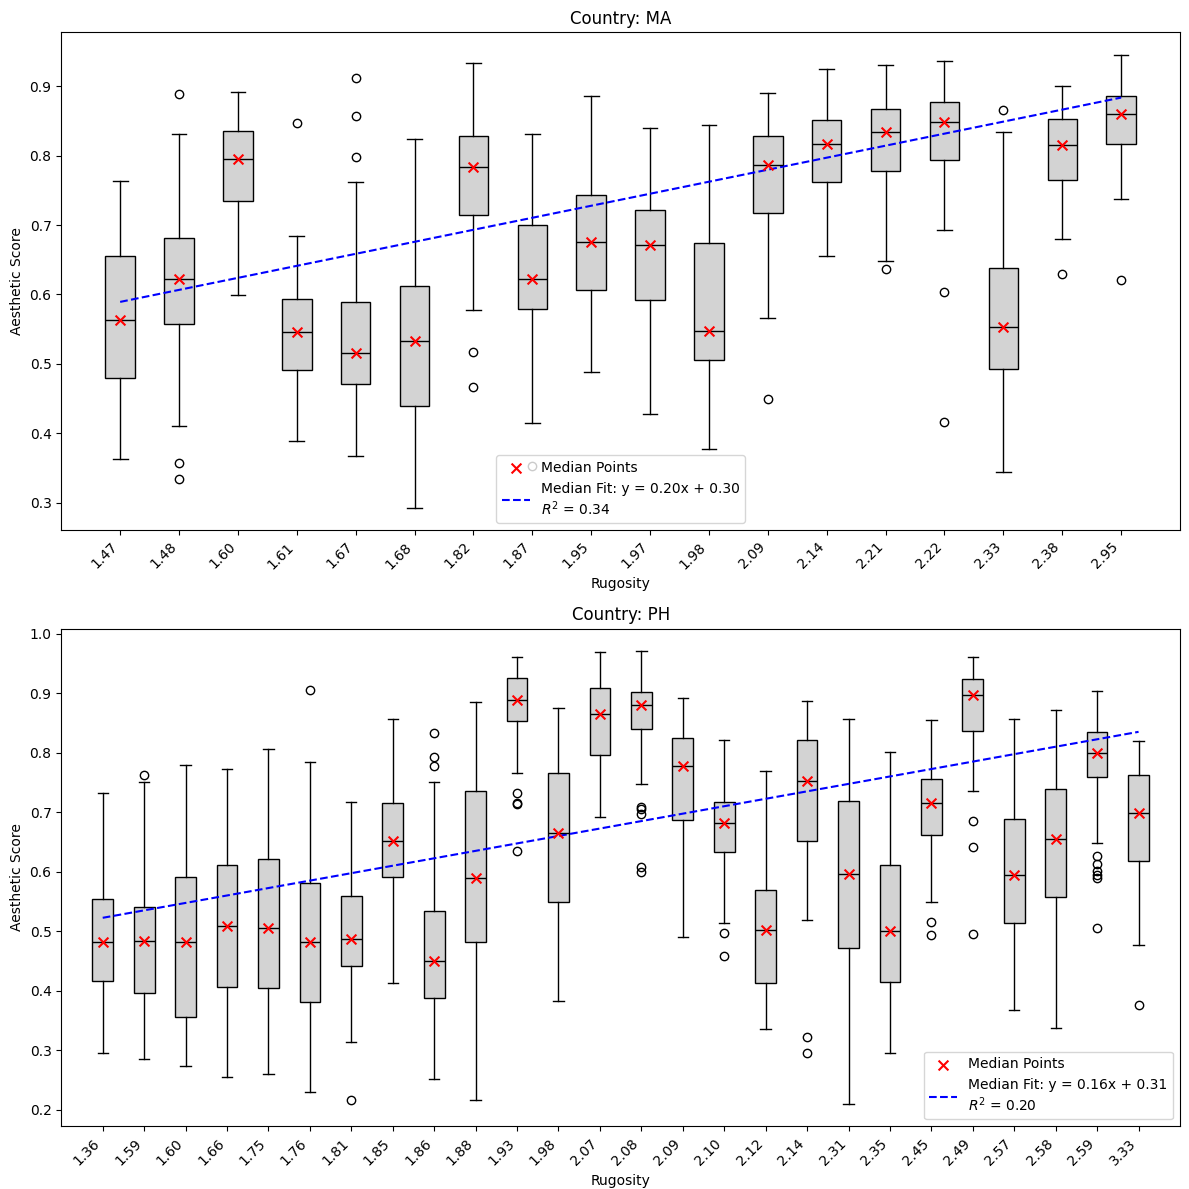 Country: MA
Aesthetic Score
0.9
0.8
0.7
0.6
0.5
0.4
0.3
Median Points
Median Fit: y = 0.20x + 0.30
R² = 0.34
1.47 1.48 1.60 1.61 1.67 1.68 1.82 1.87 1.95 1.97 1.98 2.09 2.14 2.21 2.22 2.33 2.38 2.95
Rugosity
Country: PH
Aesthetic Score
1.0
0.9
0.8
0.7
0.6
0.5
0.4
0.3
0.2
Median Points
Median Fit: y = 0.16x + 0.31
R² = 0.20
1.36 1.59 1.60 1.66 1.75 1.76 1.81 1.85 1.86 1.88 1.93 1.98 2.07 2.08 2.09 2.10 2.12 2.14 2.31 2.35 2.45 2.49 2.57 2.58 2.59 3.33
Rugosity